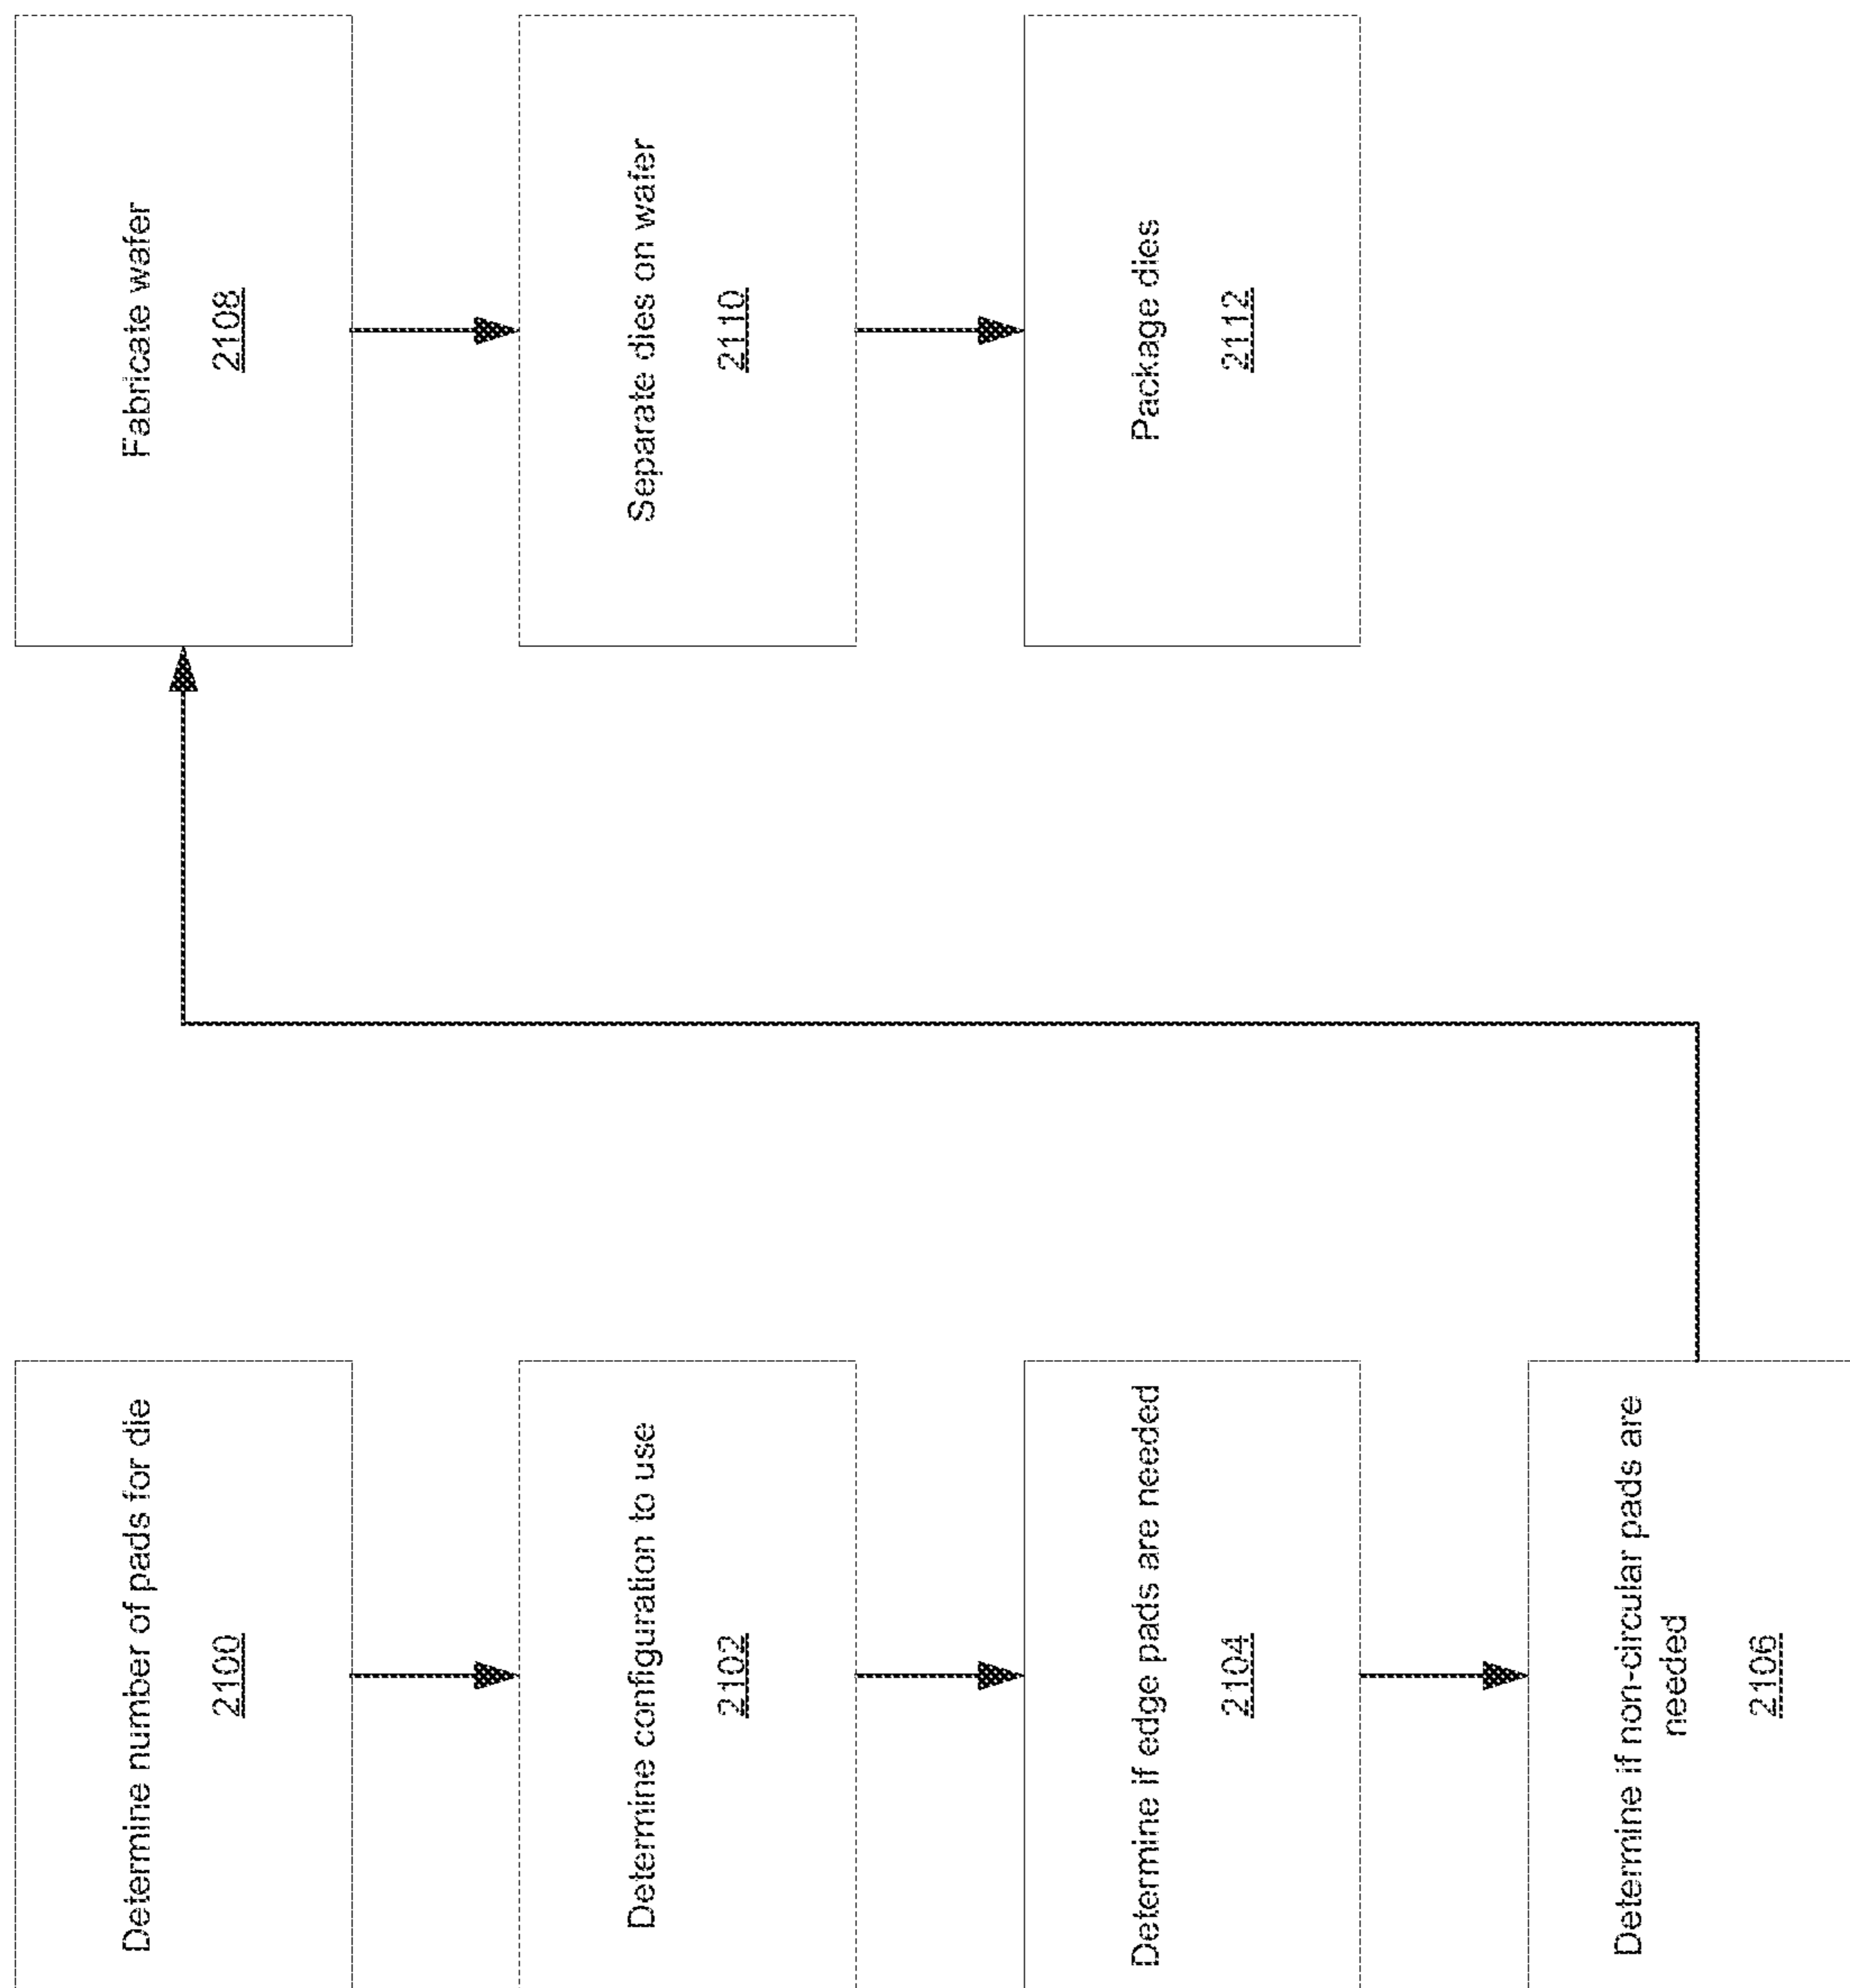 Determine number of pads for die
2100
Determine configuration to use
2102
Determine if edge pads are needed
2104
Determine if non-circular pads are
needed
2106
Fabricate wafer
2108
Separate dies on wafer
2110
Package dies
2112